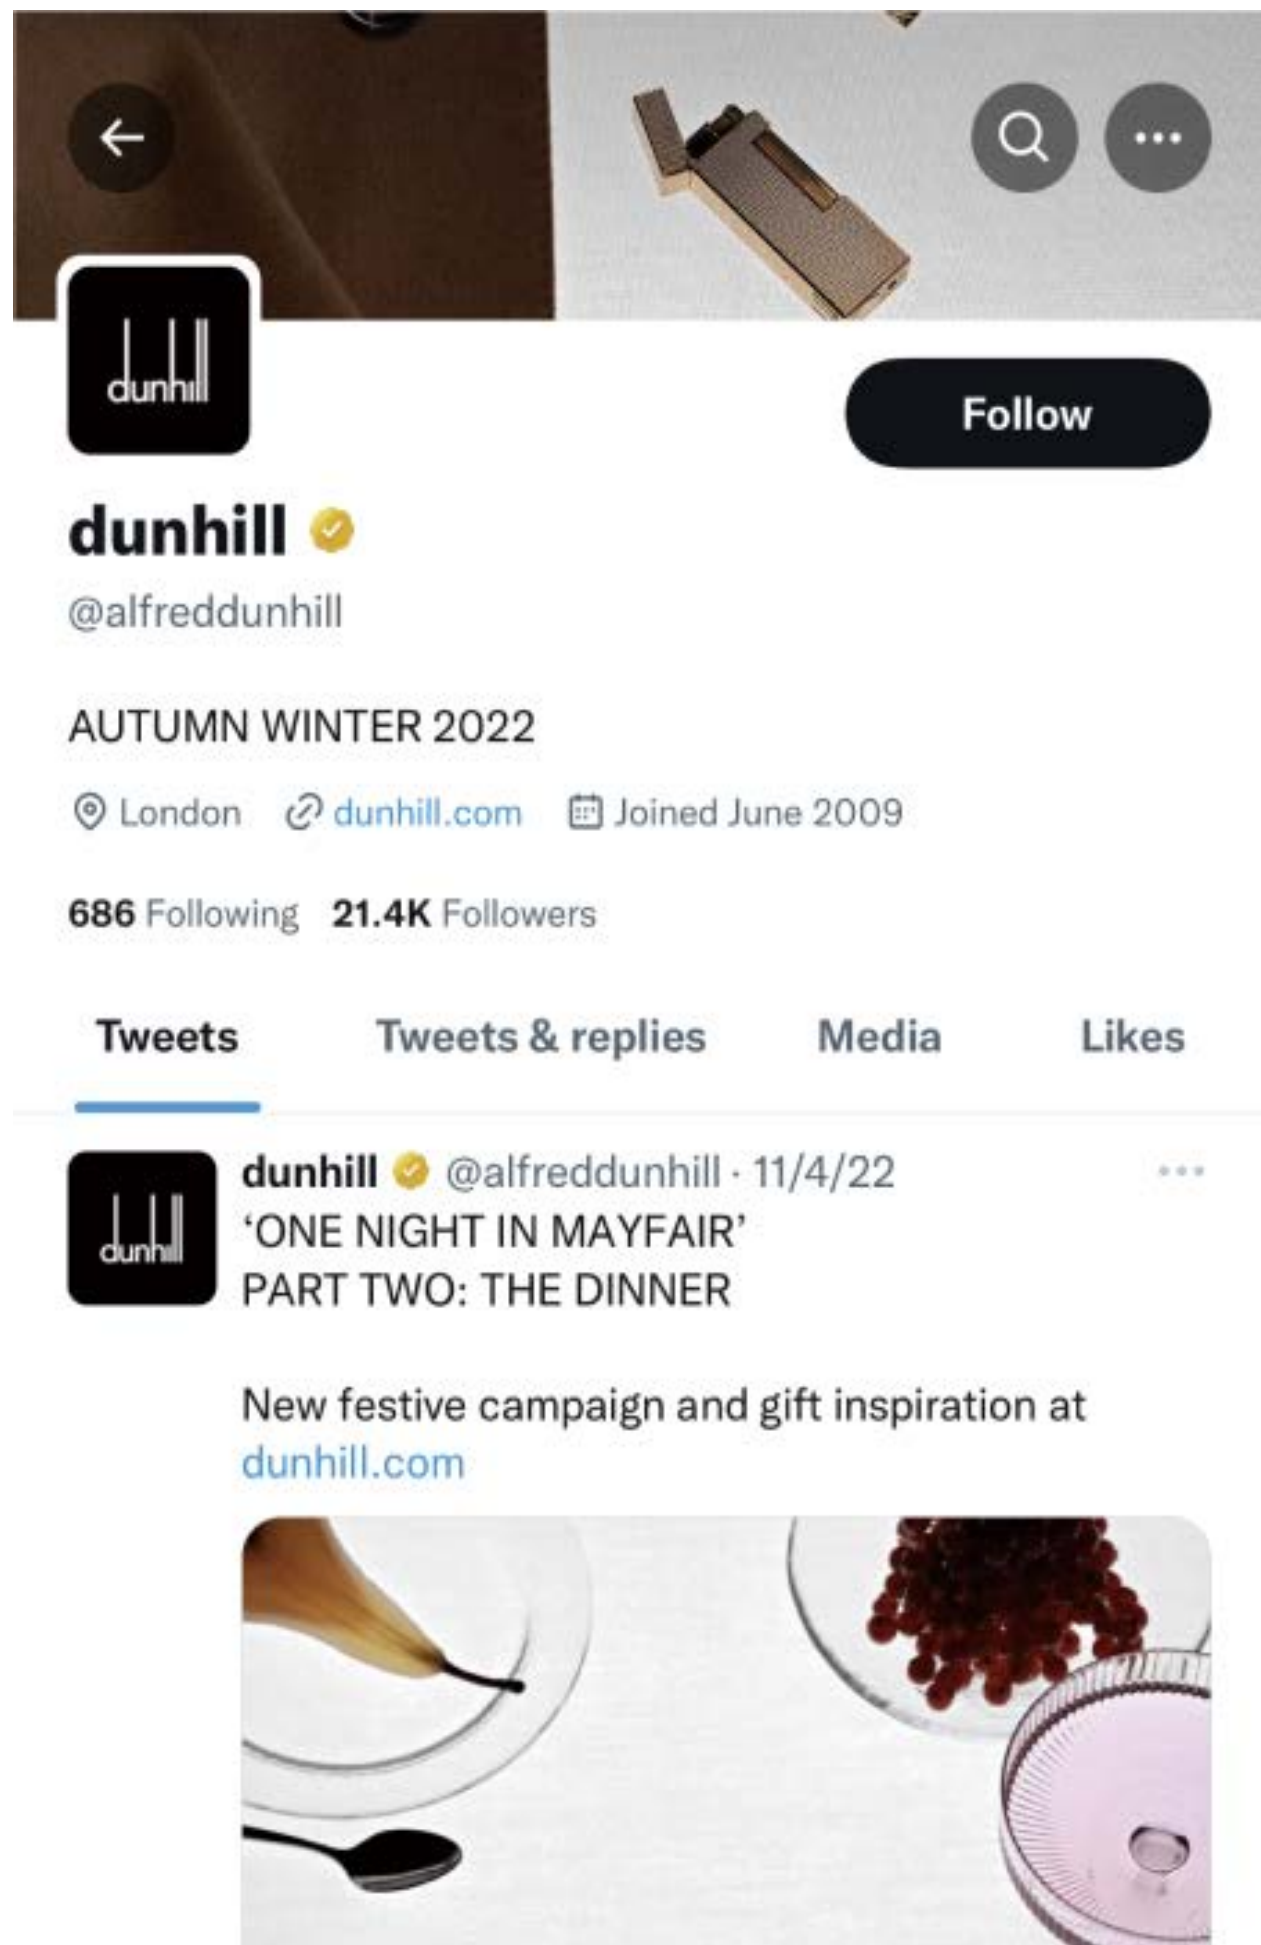 dunhill
Follow
dunhill
@alfreddunhill
AUTUMN WINTER 2022
London dunhill.com Joined June 2009
686 Following 21.4K Followers
Tweets Tweets & replies Media Likes
dunhill
dunhill @alfreddunhill · 11/4/22
‘ONE NIGHT IN MAYFAIR’
PART TWO: THE DINNER
New festive campaign and gift inspiration at
dunhill.com